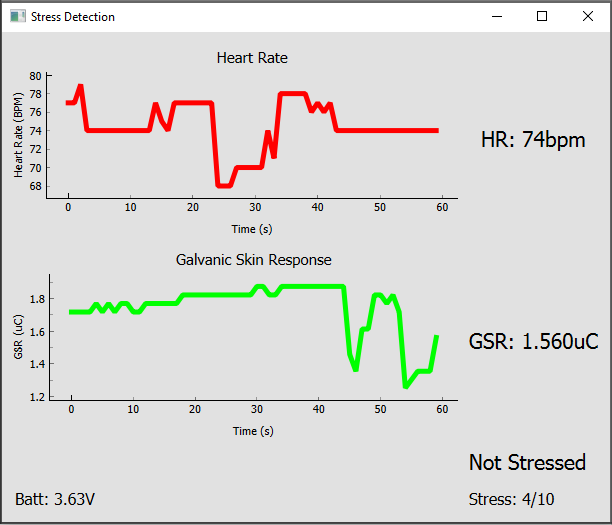 Stress Detection
Heart Rate
Heart Rate (BPM)
80
78
76
74
72
70
68
0 10 20 30 40 50 60
Time (s)
HR: 74bpm
Galvanic Skin Response
GSR (uC)
1.8
1.6
1.4
1.2
0 10 20 30 40 50 60
Time (s)
GSR: 1.560uC
Not Stressed
Batt: 3.63V
Stress: 4/10